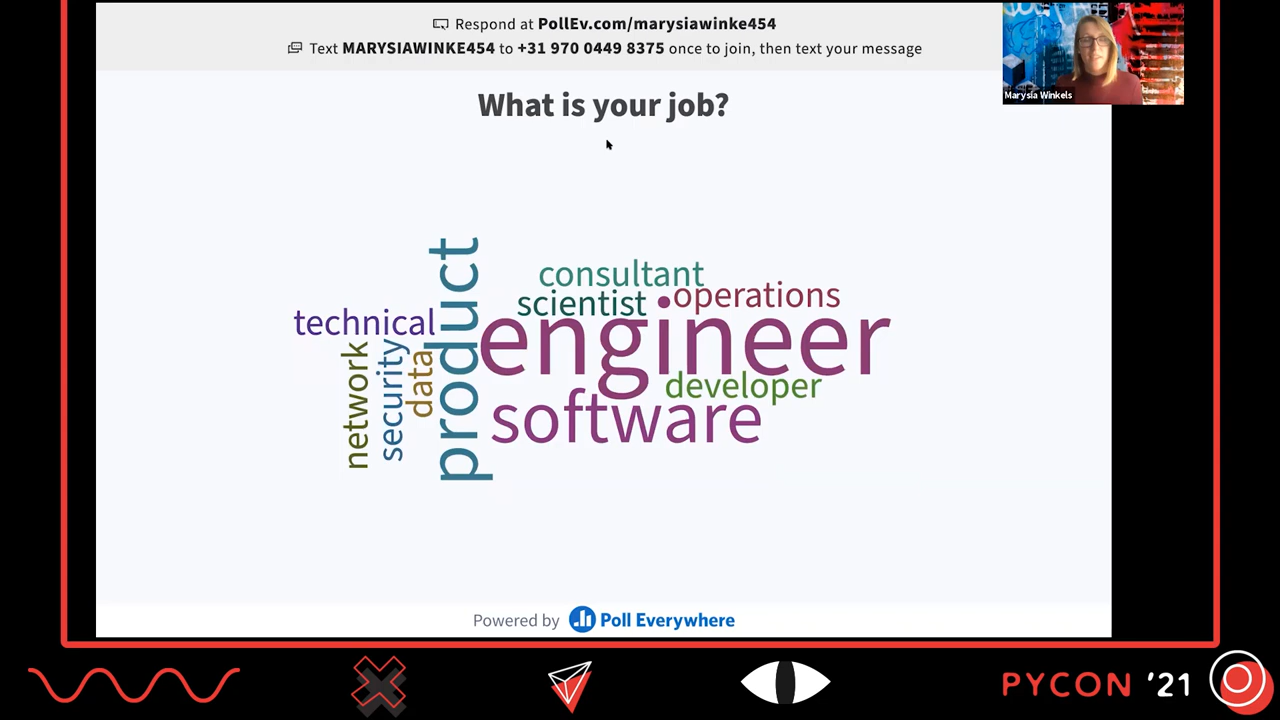 Respond at PollEv.com/marysiawinke454
Text MARYSIAWINKE454 to +31 970 0449 8375 once to join, then text your message
Marysia Winkels
What is your job?
consultant
scientist
operations
technical
engineer
product
network
security
data
developer
software
Powered by Poll Everywhere
PYCON '21